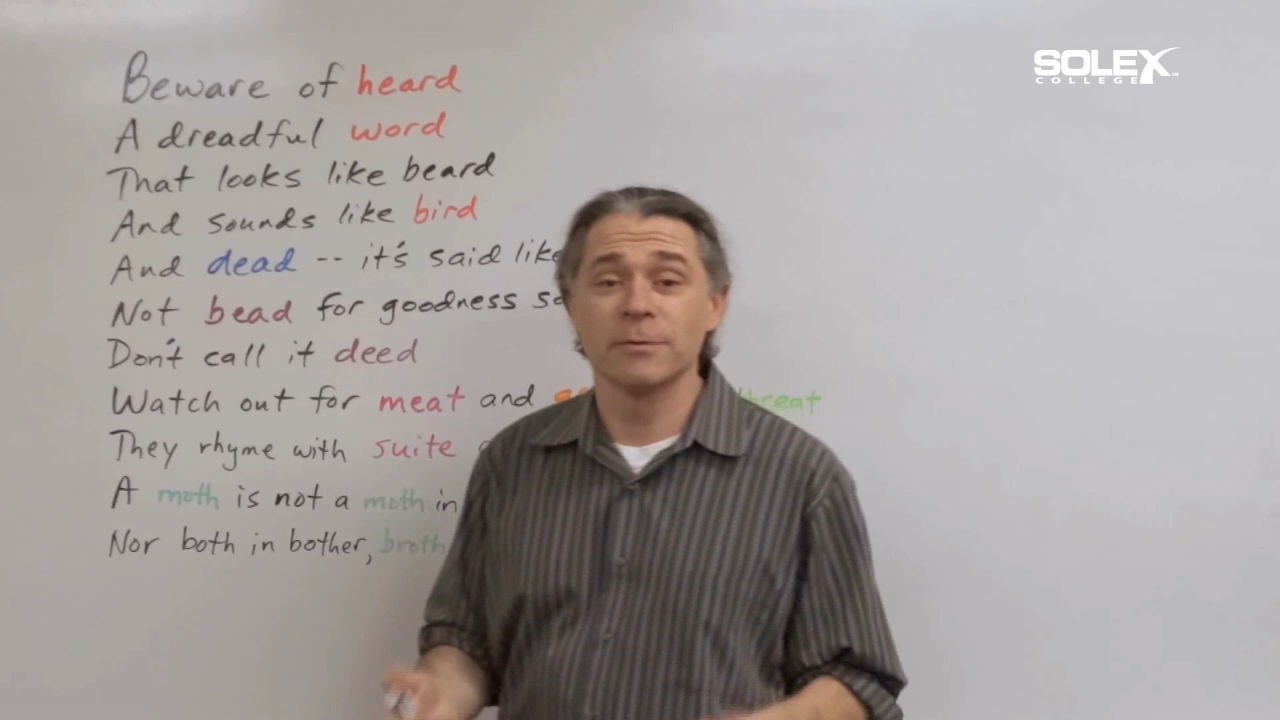 Beware of heard
A dreadful word
That looks like beard
And sounds like bird
And dead -- it's said like
Not bead for goodness
Don't call it deed
Watch out for meat and threat
They rhyme with suite
A moth is not a moth in
Nor both in bother, broth
SOLEX
COLLEGE